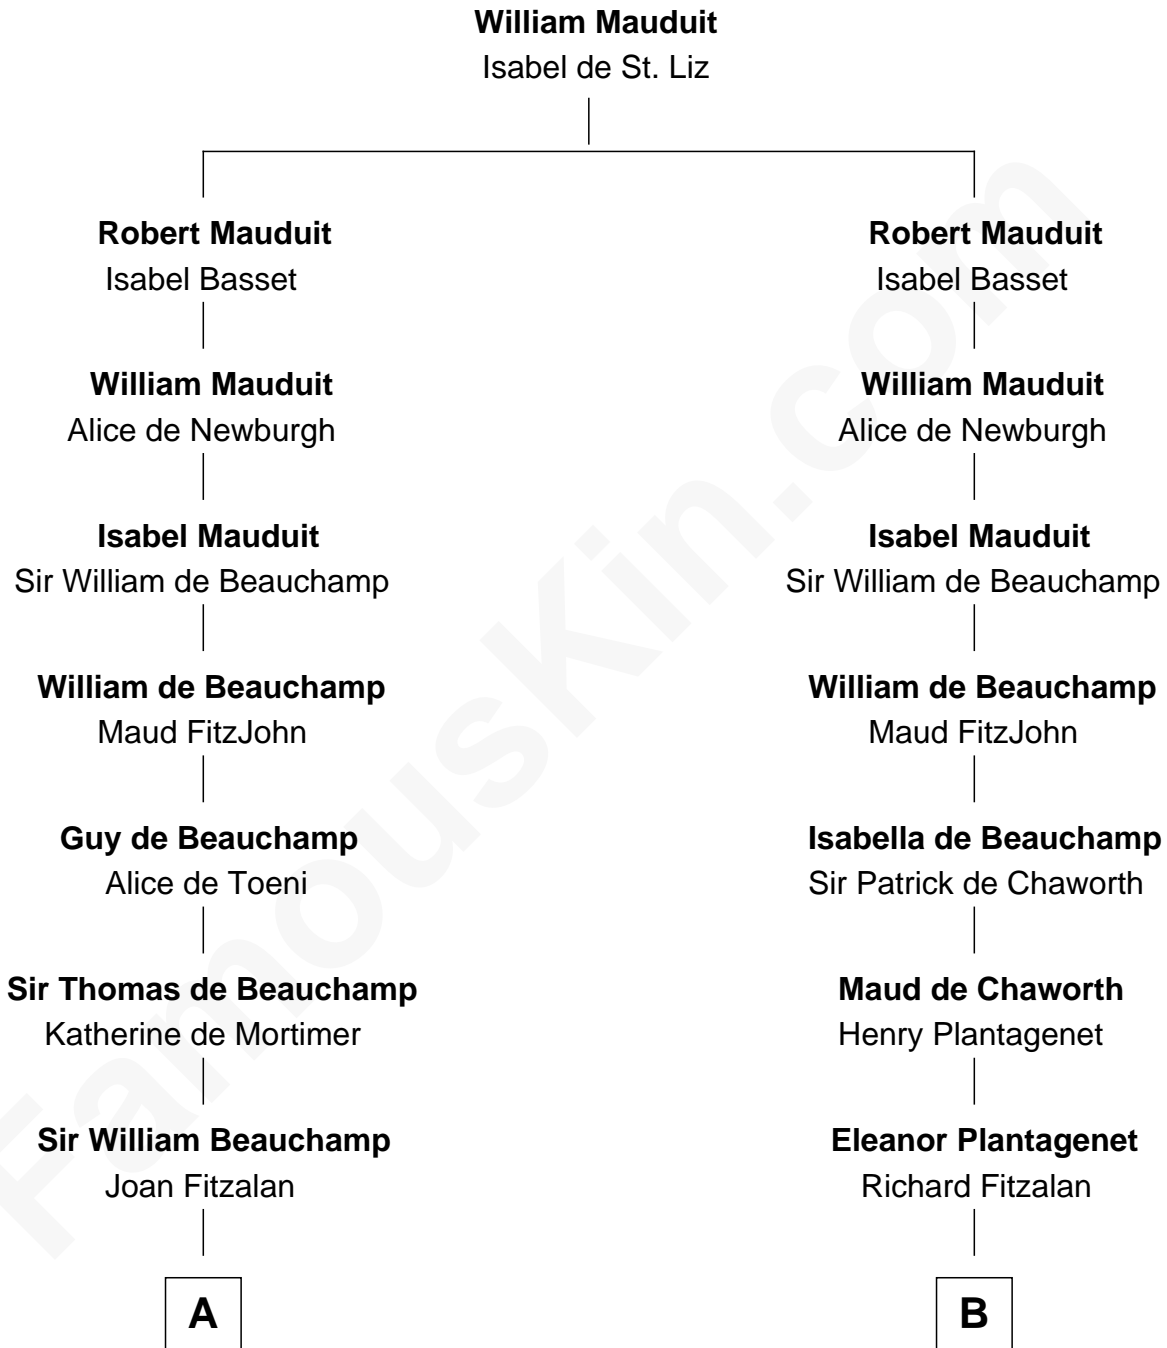 William Mauduit
Isabel de St. Liz
Robert Mauduit
Isabel Basset
William Mauduit
Alice de Newburgh
Isabel Mauduit
Sir William de Beauchamp
William de Beauchamp
Maud FitzJohn
Guy de Beauchamp
Alice de Toeni
Sir Thomas de Beauchamp
Katherine de Mortimer
Sir William Beauchamp
Joan Fitzalan
A
Robert Mauduit
Isabel Basset
William Mauduit
Alice de Newburgh
Isabel Mauduit
Sir William de Beauchamp
William de Beauchamp
Maud FitzJohn
Isabella de Beauchamp
Sir Patrick de Chaworth
Maud de Chaworth
Henry Plantagenet
Eleanor Plantagenet
Richard Fitzalan
B
FamousKin.com